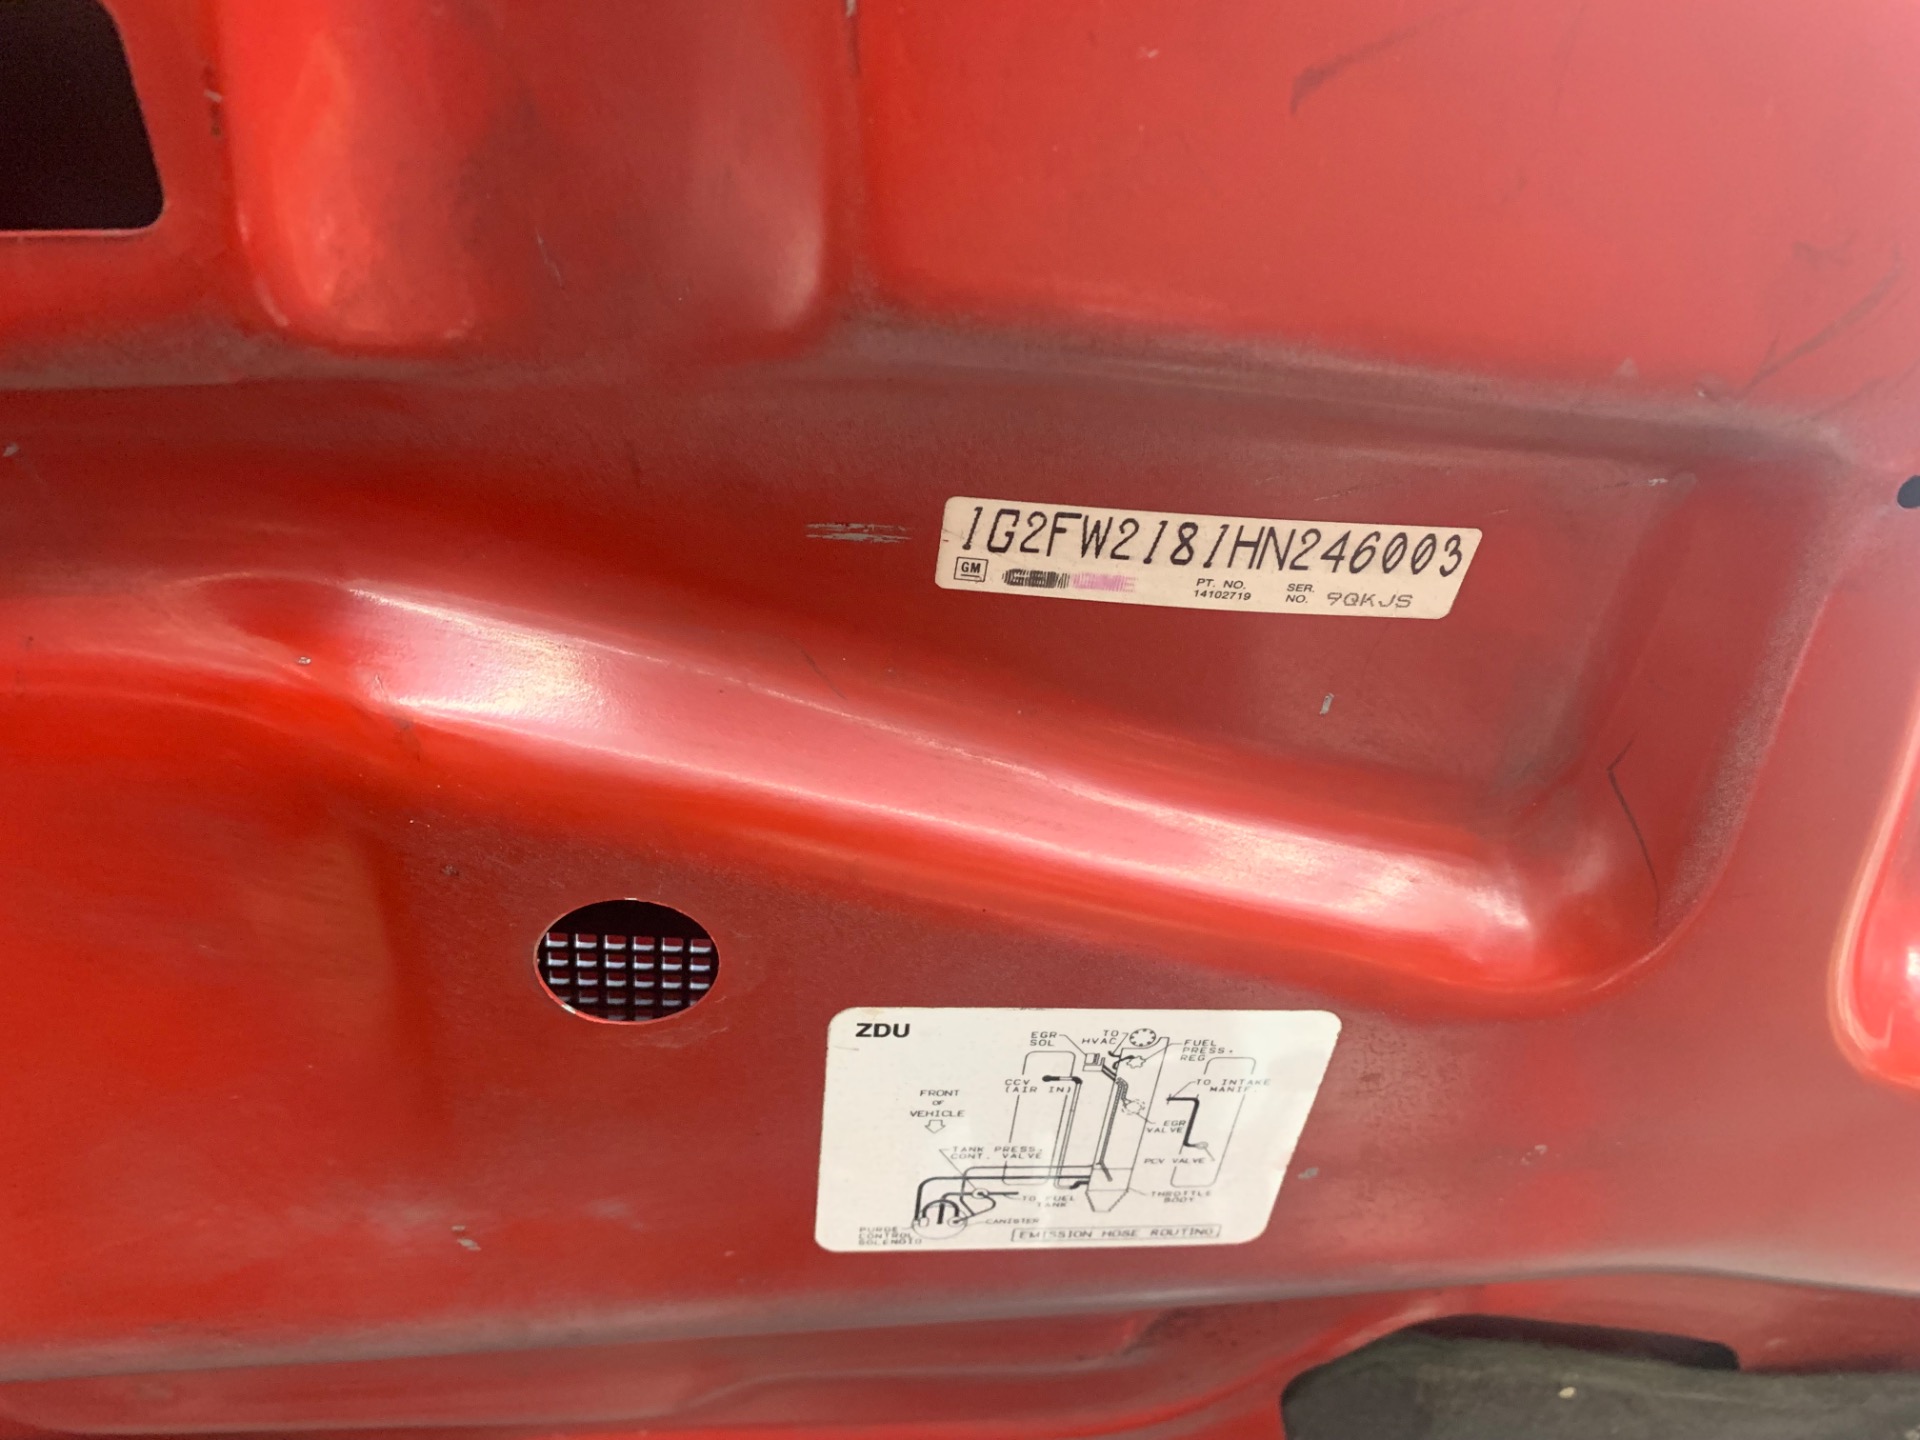 1G2FW2181HN246003
GM
PT. NO.
14102719
SER.
NO. 9QKJS
ZDU
EGR
SOL
TO
HVAC
FUEL
PRESS.
REG
CCV
(AIR IN)
TO INTAKE
MANIF
FRONT
OF
VEHICLE
EGR
VALVE
TANK PRESS.
CONT. VALVE
PCV VALVE
TO FUEL
TANK
THROTTLE
BODY
CANISTER
PURGE
CONTROL
SOLENOID
EMISSION HOSE ROUTING